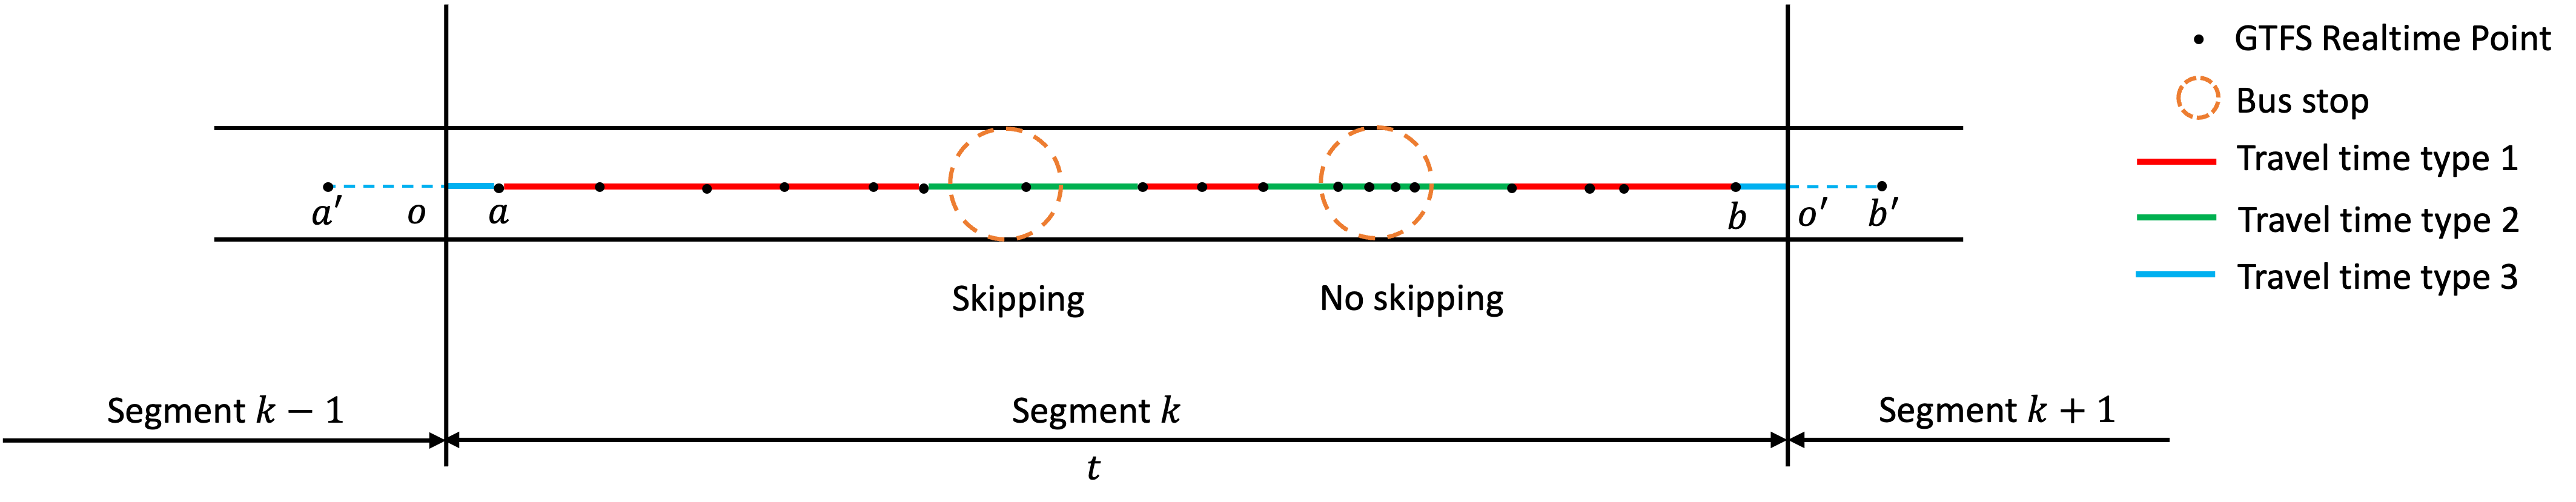 GTFS Realtime Point
Bus stop
Travel time type 1
Travel time type 2
Travel time type 3
a′ o a b o′ b′
Skipping No skipping
Segment k − 1 Segment k Segment k + 1
t